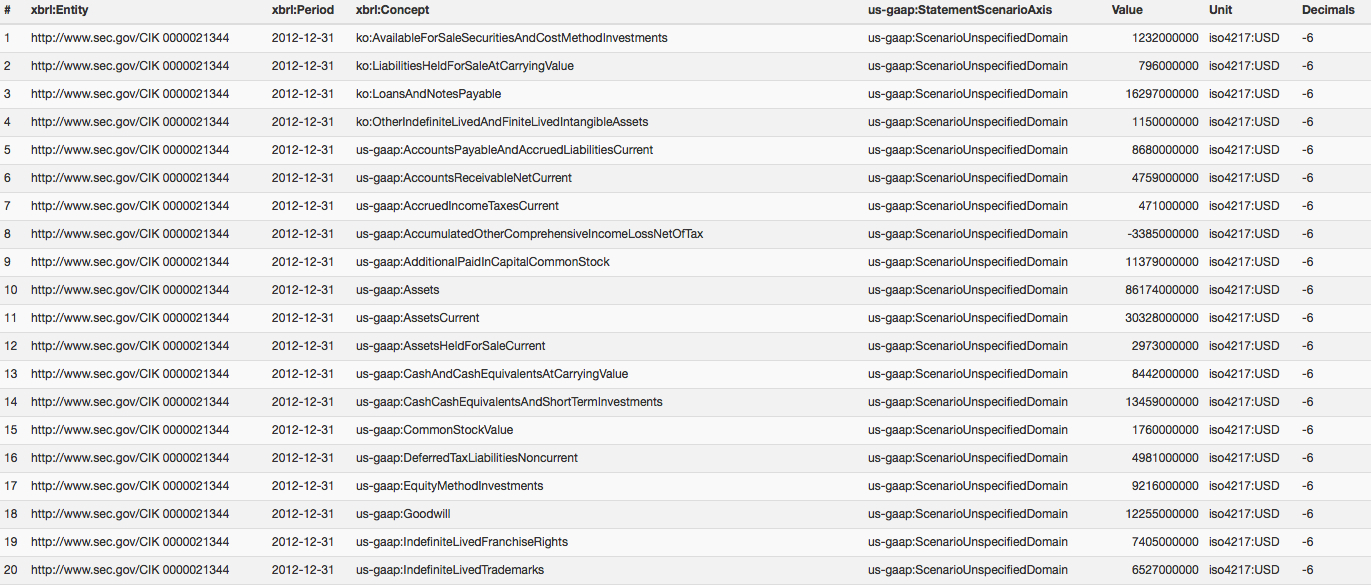 # xbrl:Entity xbrl:Period xbrl:Concept us-gaap:StatementScenarioAxis Value Unit Decimals
1 http://www.sec.gov/CIK 0000021344 2012-12-31 ko:AvailableForSaleSecuritiesAndCostMethodInvestments us-gaap:ScenarioUnspecifiedDomain 1232000000 iso4217:USD -6
2 http://www.sec.gov/CIK 0000021344 2012-12-31 ko:LiabilitiesHeldForSaleAtCarryingValue us-gaap:ScenarioUnspecifiedDomain 796000000 iso4217:USD -6
3 http://www.sec.gov/CIK 0000021344 2012-12-31 ko:LoansAndNotesPayable us-gaap:ScenarioUnspecifiedDomain 16297000000 iso4217:USD -6
4 http://www.sec.gov/CIK 0000021344 2012-12-31 ko:OtherIndefiniteLivedAndFiniteLivedIntangibleAssets us-gaap:ScenarioUnspecifiedDomain 1150000000 iso4217:USD -6
5 http://www.sec.gov/CIK 0000021344 2012-12-31 us-gaap:AccountsPayableAndAccruedLiabilitiesCurrent us-gaap:ScenarioUnspecifiedDomain 8680000000 iso4217:USD -6
6 http://www.sec.gov/CIK 0000021344 2012-12-31 us-gaap:AccountsReceivableNetCurrent us-gaap:ScenarioUnspecifiedDomain 4759000000 iso4217:USD -6
7 http://www.sec.gov/CIK 0000021344 2012-12-31 us-gaap:AccruedIncomeTaxesCurrent us-gaap:ScenarioUnspecifiedDomain 471000000 iso4217:USD -6
8 http://www.sec.gov/CIK 0000021344 2012-12-31 us-gaap:AccumulatedOtherComprehensiveIncomeLossNetOfTax us-gaap:ScenarioUnspecifiedDomain -3385000000 iso4217:USD -6
9 http://www.sec.gov/CIK 0000021344 2012-12-31 us-gaap:AdditionalPaidInCapitalCommonStock us-gaap:ScenarioUnspecifiedDomain 11379000000 iso4217:USD -6
10 http://www.sec.gov/CIK 0000021344 2012-12-31 us-gaap:Assets us-gaap:ScenarioUnspecifiedDomain 86174000000 iso4217:USD -6
11 http://www.sec.gov/CIK 0000021344 2012-12-31 us-gaap:AssetsCurrent us-gaap:ScenarioUnspecifiedDomain 30328000000 iso4217:USD -6
12 http://www.sec.gov/CIK 0000021344 2012-12-31 us-gaap:AssetsHeldForSaleCurrent us-gaap:ScenarioUnspecifiedDomain 2973000000 iso4217:USD -6
13 http://www.sec.gov/CIK 0000021344 2012-12-31 us-gaap:CashAndCashEquivalentsAtCarryingValue us-gaap:ScenarioUnspecifiedDomain 8442000000 iso4217:USD -6
14 http://www.sec.gov/CIK 0000021344 2012-12-31 us-gaap:CashCashEquivalentsAndShortTermInvestments us-gaap:ScenarioUnspecifiedDomain 13459000000 iso4217:USD -6
15 http://www.sec.gov/CIK 0000021344 2012-12-31 us-gaap:CommonStockValue us-gaap:ScenarioUnspecifiedDomain 1760000000 iso4217:USD -6
16 http://www.sec.gov/CIK 0000021344 2012-12-31 us-gaap:DeferredTaxLiabilitiesNoncurrent us-gaap:ScenarioUnspecifiedDomain 4981000000 iso4217:USD -6
17 http://www.sec.gov/CIK 0000021344 2012-12-31 us-gaap:EquityMethodInvestments us-gaap:ScenarioUnspecifiedDomain 9216000000 iso4217:USD -6
18 http://www.sec.gov/CIK 0000021344 2012-12-31 us-gaap:Goodwill us-gaap:ScenarioUnspecifiedDomain 12255000000 iso4217:USD -6
19 http://www.sec.gov/CIK 0000021344 2012-12-31 us-gaap:IndefiniteLivedFranchiseRights us-gaap:ScenarioUnspecifiedDomain 7405000000 iso4217:USD -6
20 http://www.sec.gov/CIK 0000021344 2012-12-31 us-gaap:IndefiniteLivedTrademarks us-gaap:ScenarioUnspecifiedDomain 6527000000 iso4217:USD -6